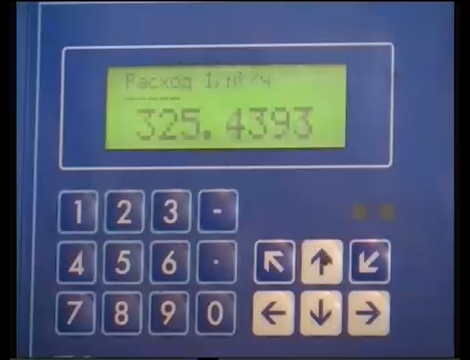 Расход 1, м³/ч
325.4393
1 2 3 -
4 5 6 . ↖ ↑ ↙
7 8 9 0 ← ↓ →